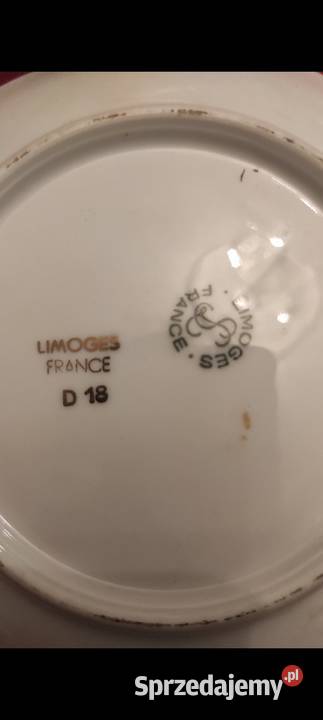 LIMOGES
FRANCE
D 18
LIMOGES · FRANCE ·
Sprzedajemy.pl